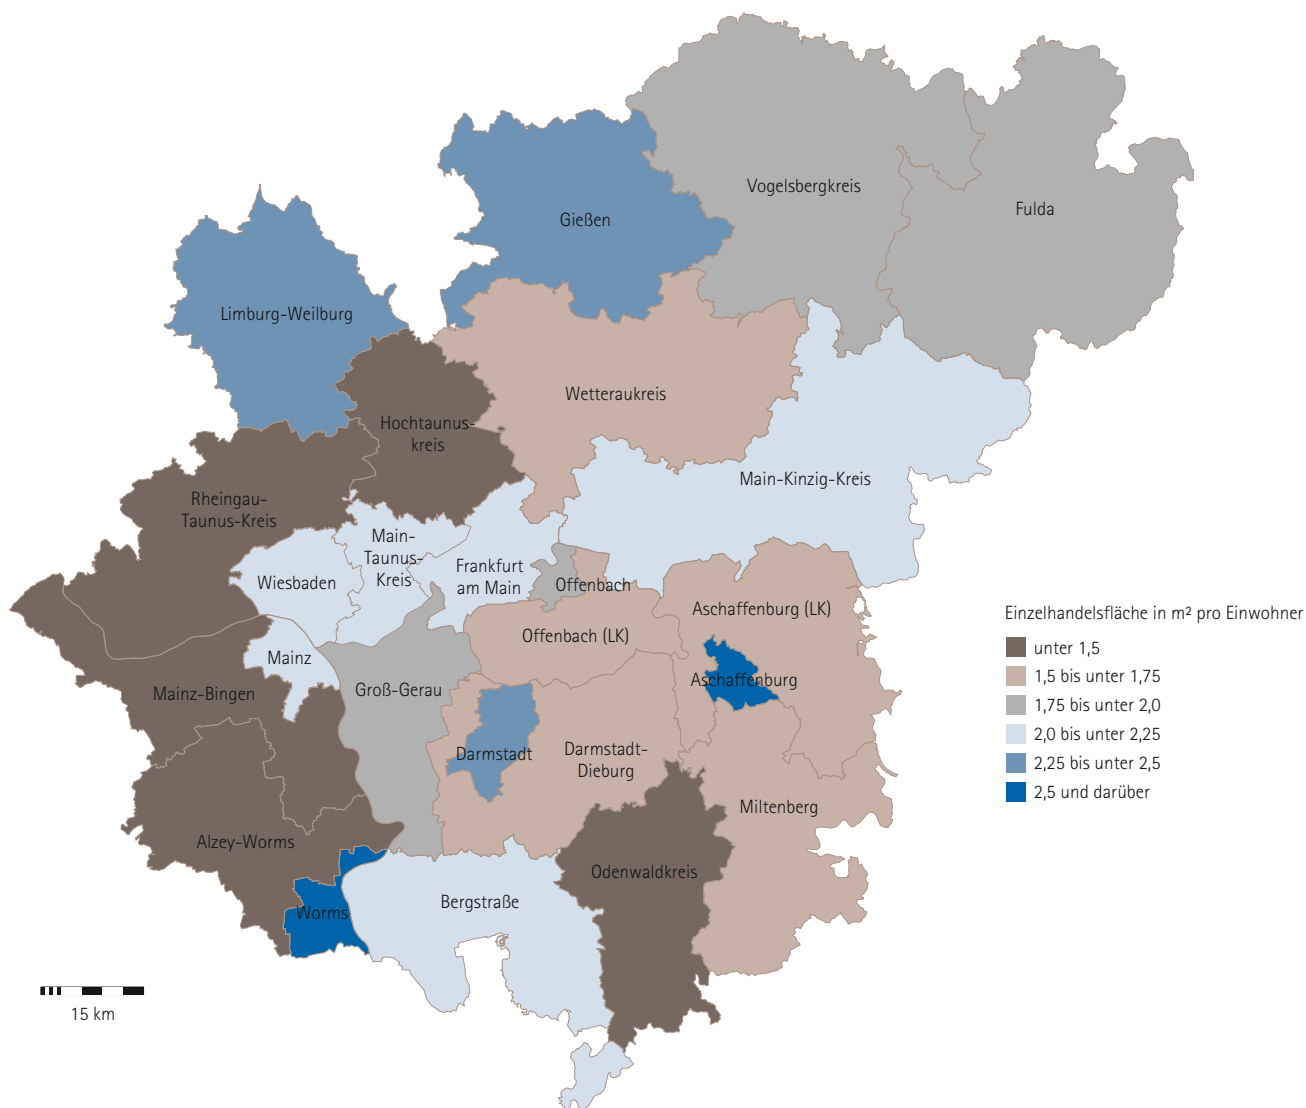 Vogelsbergkreis
Fulda
Gießen
Limburg-Weilburg
Wetteraukreis
Hochtaunus-
kreis
Main-Kinzig-Kreis
Rheingau-
Taunus-Kreis
Main-
Taunus-
Kreis
Frankfurt
am Main
Wiesbaden
Offenbach
Aschaffenburg (LK)
Offenbach (LK)
Mainz
Aschaffenburg
Groß-Gerau
Mainz-Bingen
Darmstadt
Darmstadt-
Dieburg
Miltenberg
Alzey-Worms
Odenwaldkreis
Bergstraße
Worms
Einzelhandelsfläche in m² pro Einwohner
unter 1,5
1,5 bis unter 1,75
1,75 bis unter 2,0
2,0 bis unter 2,25
2,25 bis unter 2,5
2,5 und darüber
15 km